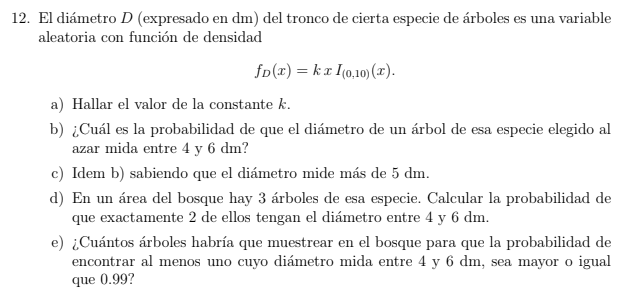 12. El diámetro D (expresado en dm) del tronco de cierta especie de árboles es una variable
aleatoria con función de densidad
f_D(x) = k x I_{(0,10)}(x).
a) Hallar el valor de la constante k.
b) ¿Cuál es la probabilidad de que el diámetro de un árbol de esa especie elegido al
azar mida entre 4 y 6 dm?
c) Idem b) sabiendo que el diámetro mide más de 5 dm.
d) En un área del bosque hay 3 árboles de esa especie. Calcular la probabilidad de
que exactamente 2 de ellos tengan el diámetro entre 4 y 6 dm.
e) ¿Cuántos árboles habría que muestrear en el bosque para que la probabilidad de
encontrar al menos uno cuyo diámetro mida entre 4 y 6 dm, sea mayor o igual
que 0.99?